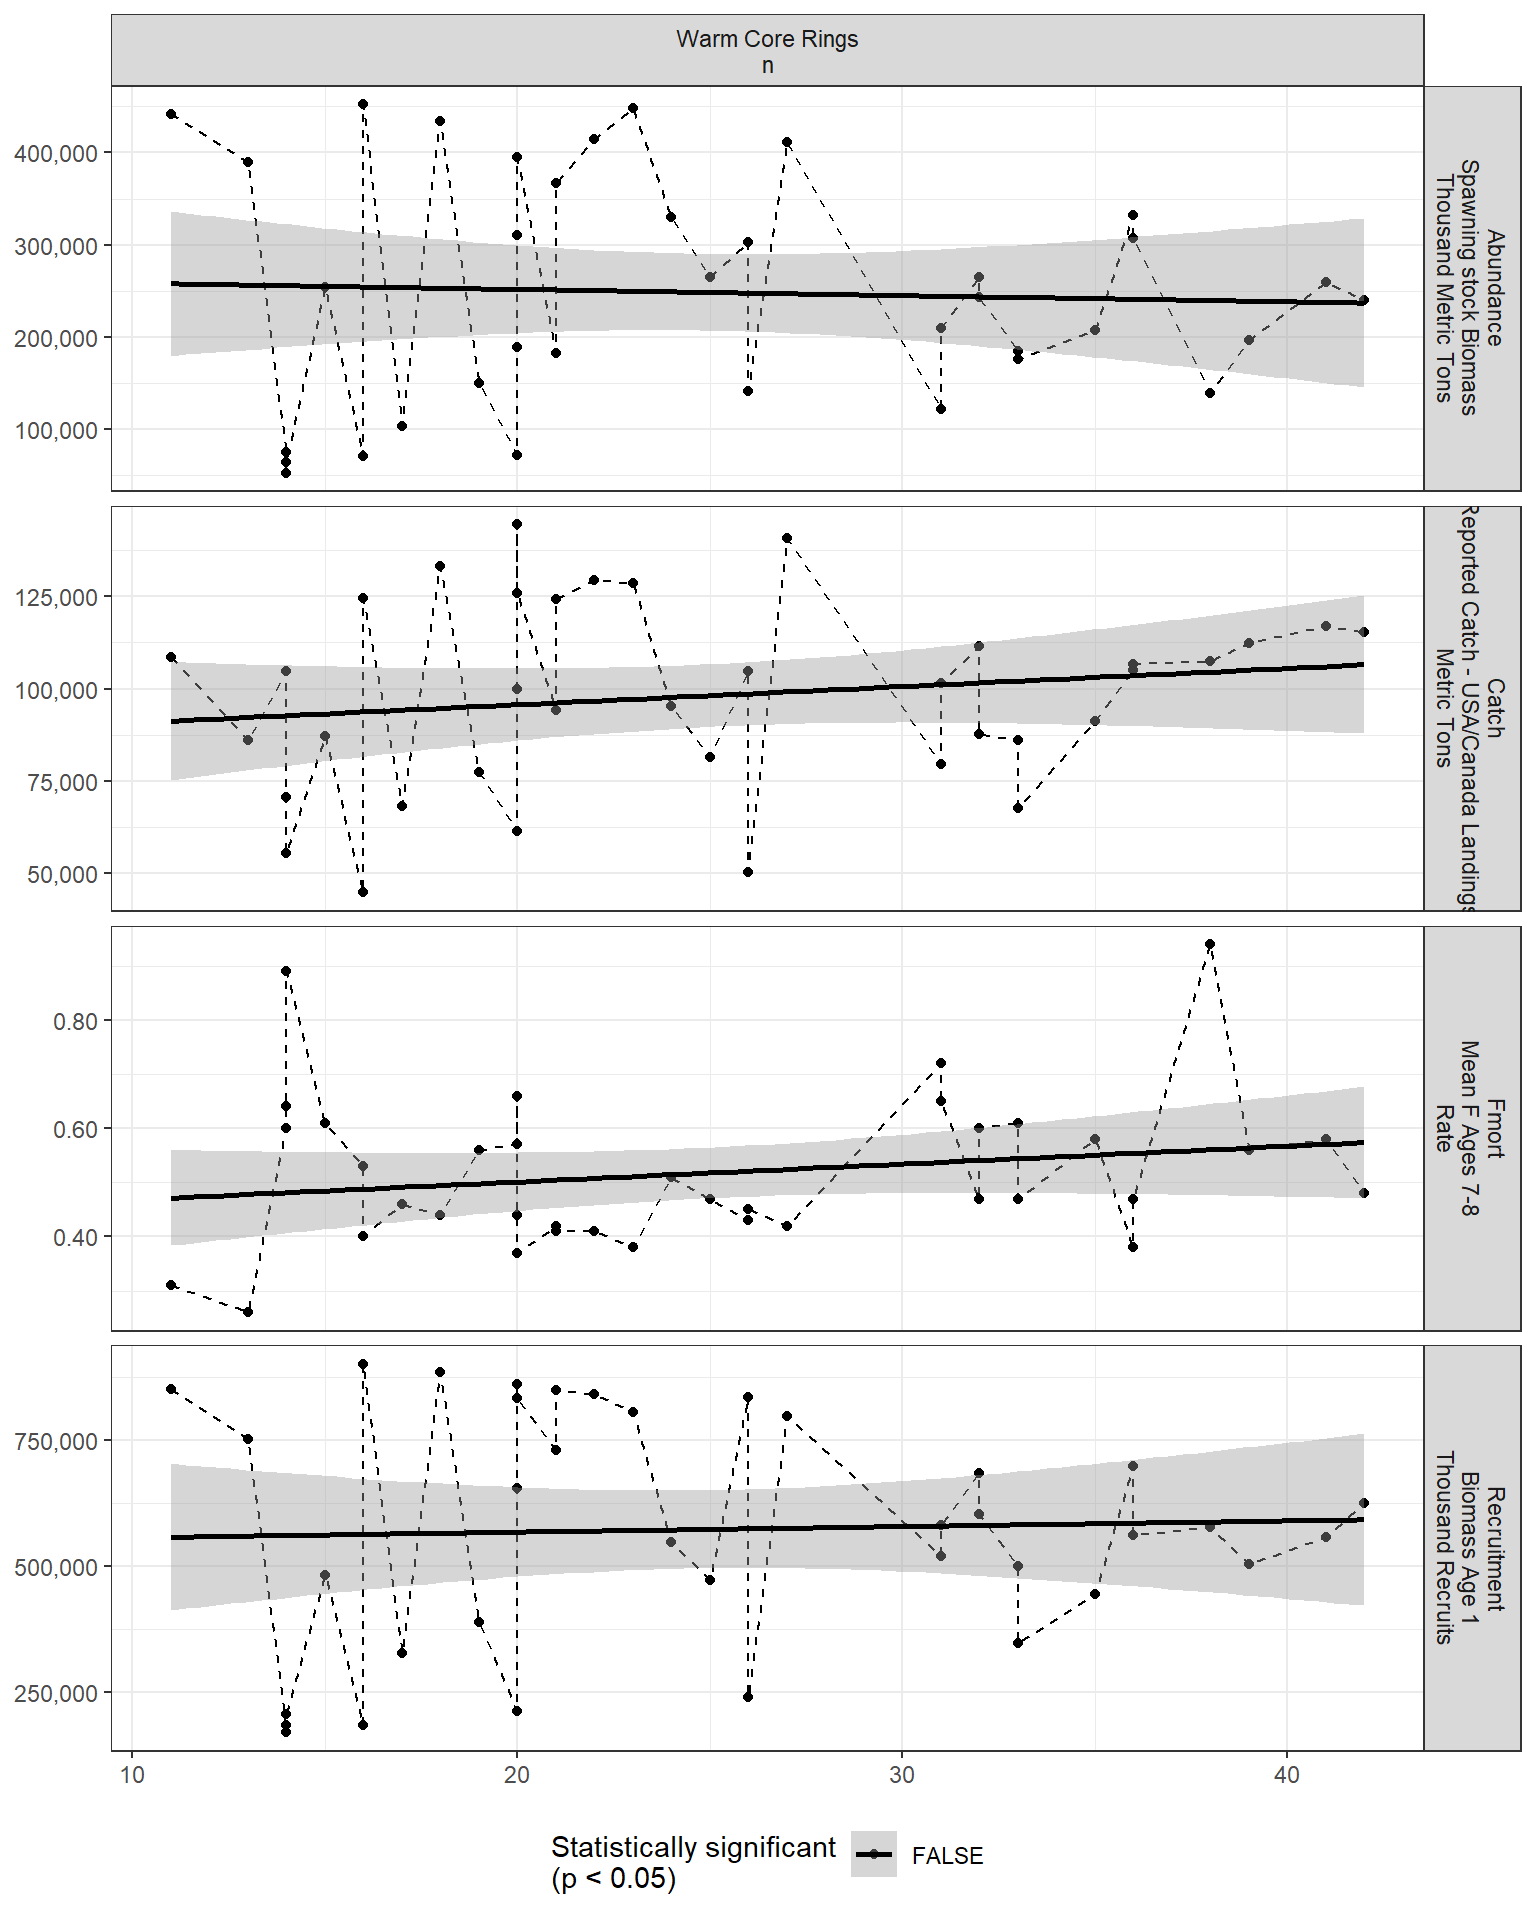 Warm Core Rings
n
400,000
300,000
200,000
100,000
Abundance
Spawning stock Biomass
Thousand Metric Tons
125,000
100,000
75,000
50,000
Catch
Reported Catch - USA/Canada Landings
Metric Tons
0.80
0.60
0.40
Fmort
Mean F Ages 7-8
Rate
750,000
500,000
250,000
Recruitment
Biomass Age 1
Thousand Recruits
10 20 30 40
Statistically significant
(p < 0.05)
FALSE